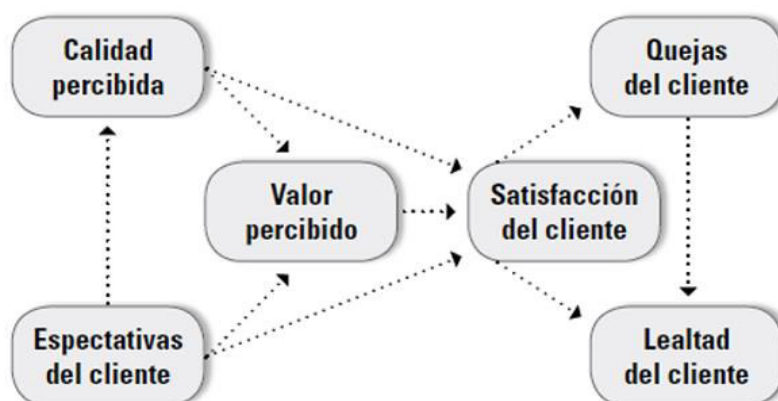 Calidad
percibida
Quejas
del cliente
Valor
percibido
Satisfacción
del cliente
Espectativas
del cliente
Lealtad
del cliente